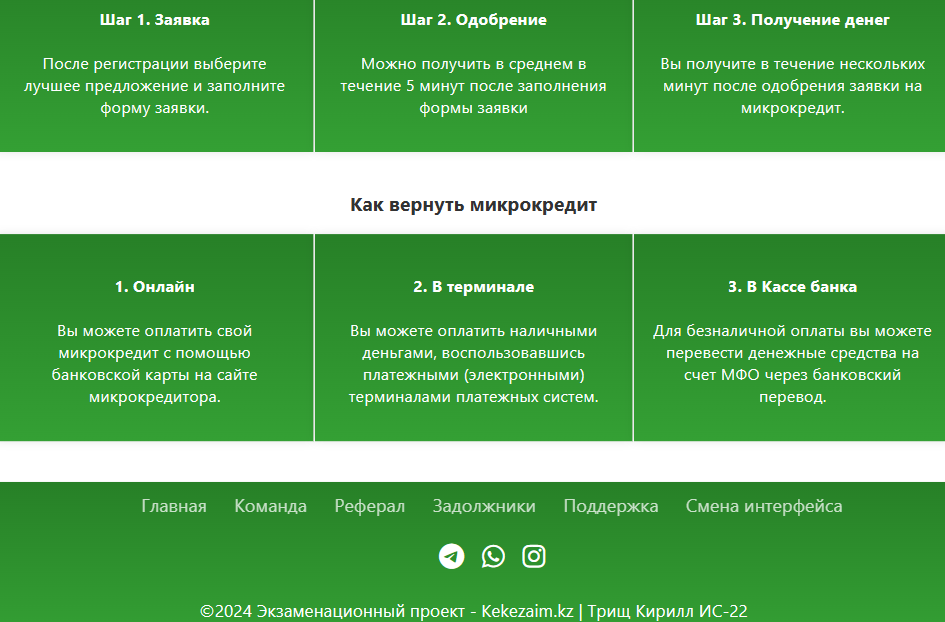 Шаг 1. Заявка
После регистрации выберите
лучшее предложение и заполните
форму заявки.
Шаг 2. Одобрение
Можно получить в среднем в
течение 5 минут после заполнения
формы заявки
Шаг 3. Получение денег
Вы получите в течение нескольких
минут после одобрения заявки на
микрокредит.
Как вернуть микрокредит
1. Онлайн
Вы можете оплатить свой
микрокредит с помощью
банковской карты на сайте
микрокредитора.
2. В терминале
Вы можете оплатить наличными
деньгами, воспользовавшись
платежными (электронными)
терминалами платежных систем.
3. В Кассе банка
Для безналичной оплаты вы можете
перевести денежные средства на
счет МФО через банковский
перевод.
Главная Команда Реферал Задолжники Поддержка Смена интерфейса
©2024 Экзаменационный проект - Kekezaim.kz | Трищ Кирилл ИС-22